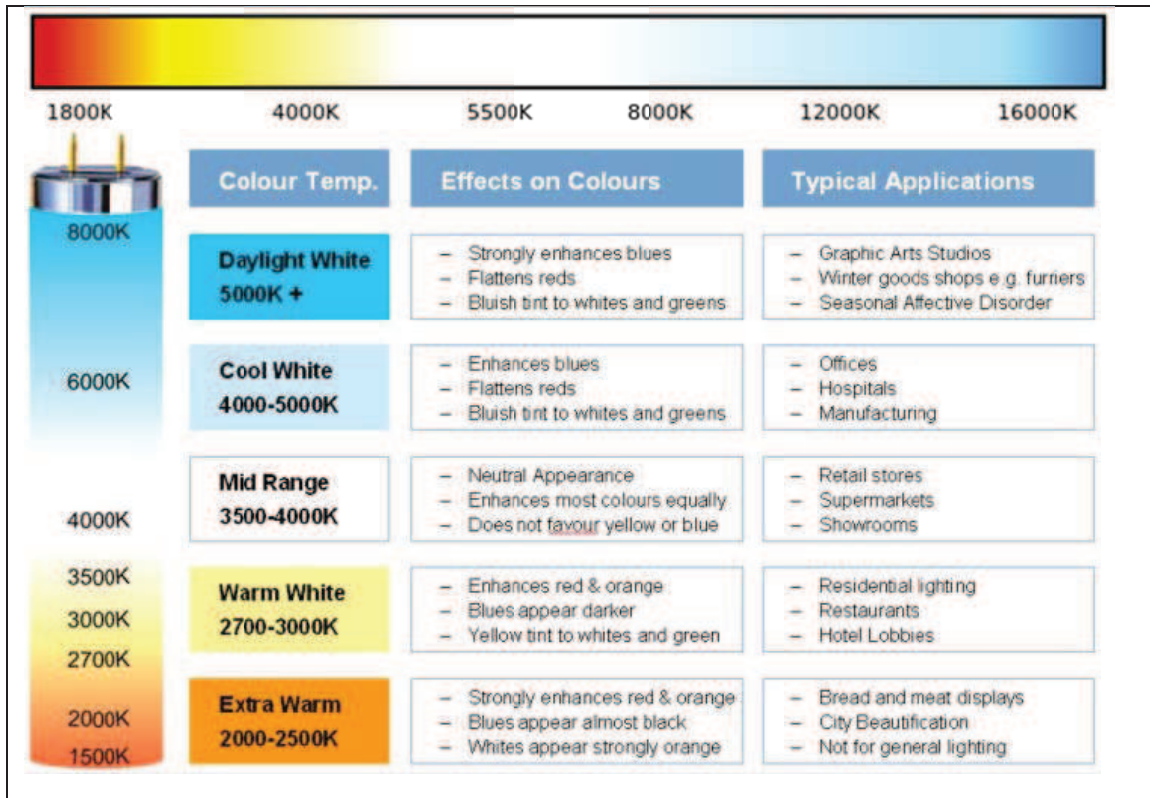 1800K 4000K 5500K 8000K 12000K 16000K
Colour Temp. Effects on Colours Typical Applications
8000K
6000K
4000K
3500K
3000K
2700K
2000K
1500K
Daylight White
5000K +
– Strongly enhances blues
– Flattens reds
– Bluish tint to whites and greens
– Graphic Arts Studios
– Winter goods shops e.g. furriers
– Seasonal Affective Disorder
Cool White
4000-5000K
– Enhances blues
– Flattens reds
– Bluish tint to whites and greens
– Offices
– Hospitals
– Manufacturing
Mid Range
3500-4000K
– Neutral Appearance
– Enhances most colours equally
– Does not favour yellow or blue
– Retail stores
– Supermarkets
– Showrooms
Warm White
2700-3000K
– Enhances red & orange
– Blues appear darker
– Yellow tint to whites and green
– Residential lighting
– Restaurants
– Hotel Lobbies
Extra Warm
2000-2500K
– Strongly enhances red & orange
– Blues appear almost black
– Whites appear strongly orange
– Bread and meat displays
– City Beautification
– Not for general lighting